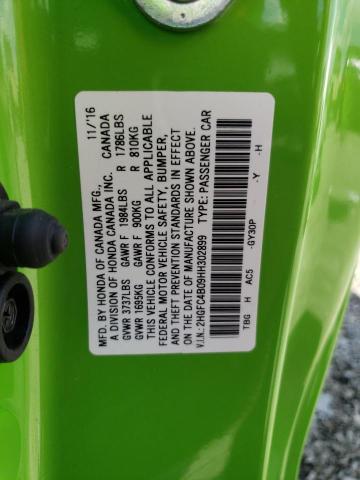 MFD. BY HONDA OF CANADA MFG., 11/'16
A DIVISION OF HONDA CANADA INC. CANADA
GVWR 3737LBS GAWR F 1984LBS R 1786LBS
GVWR 1695KG GAWR F 900KG R 810KG
THIS VEHICLE CONFORMS TO ALL APPLICABLE
FEDERAL MOTOR VEHICLE SAFETY, BUMPER,
AND THEFT PREVENTION STANDARDS IN EFFECT
ON THE DATE OF MANUFACTURE SHOWN ABOVE.
V.I.N.: 2HGFC4B09HH302899 TYPE: PASSENGER CAR
-GY30P -Y -H
TBG H AC5